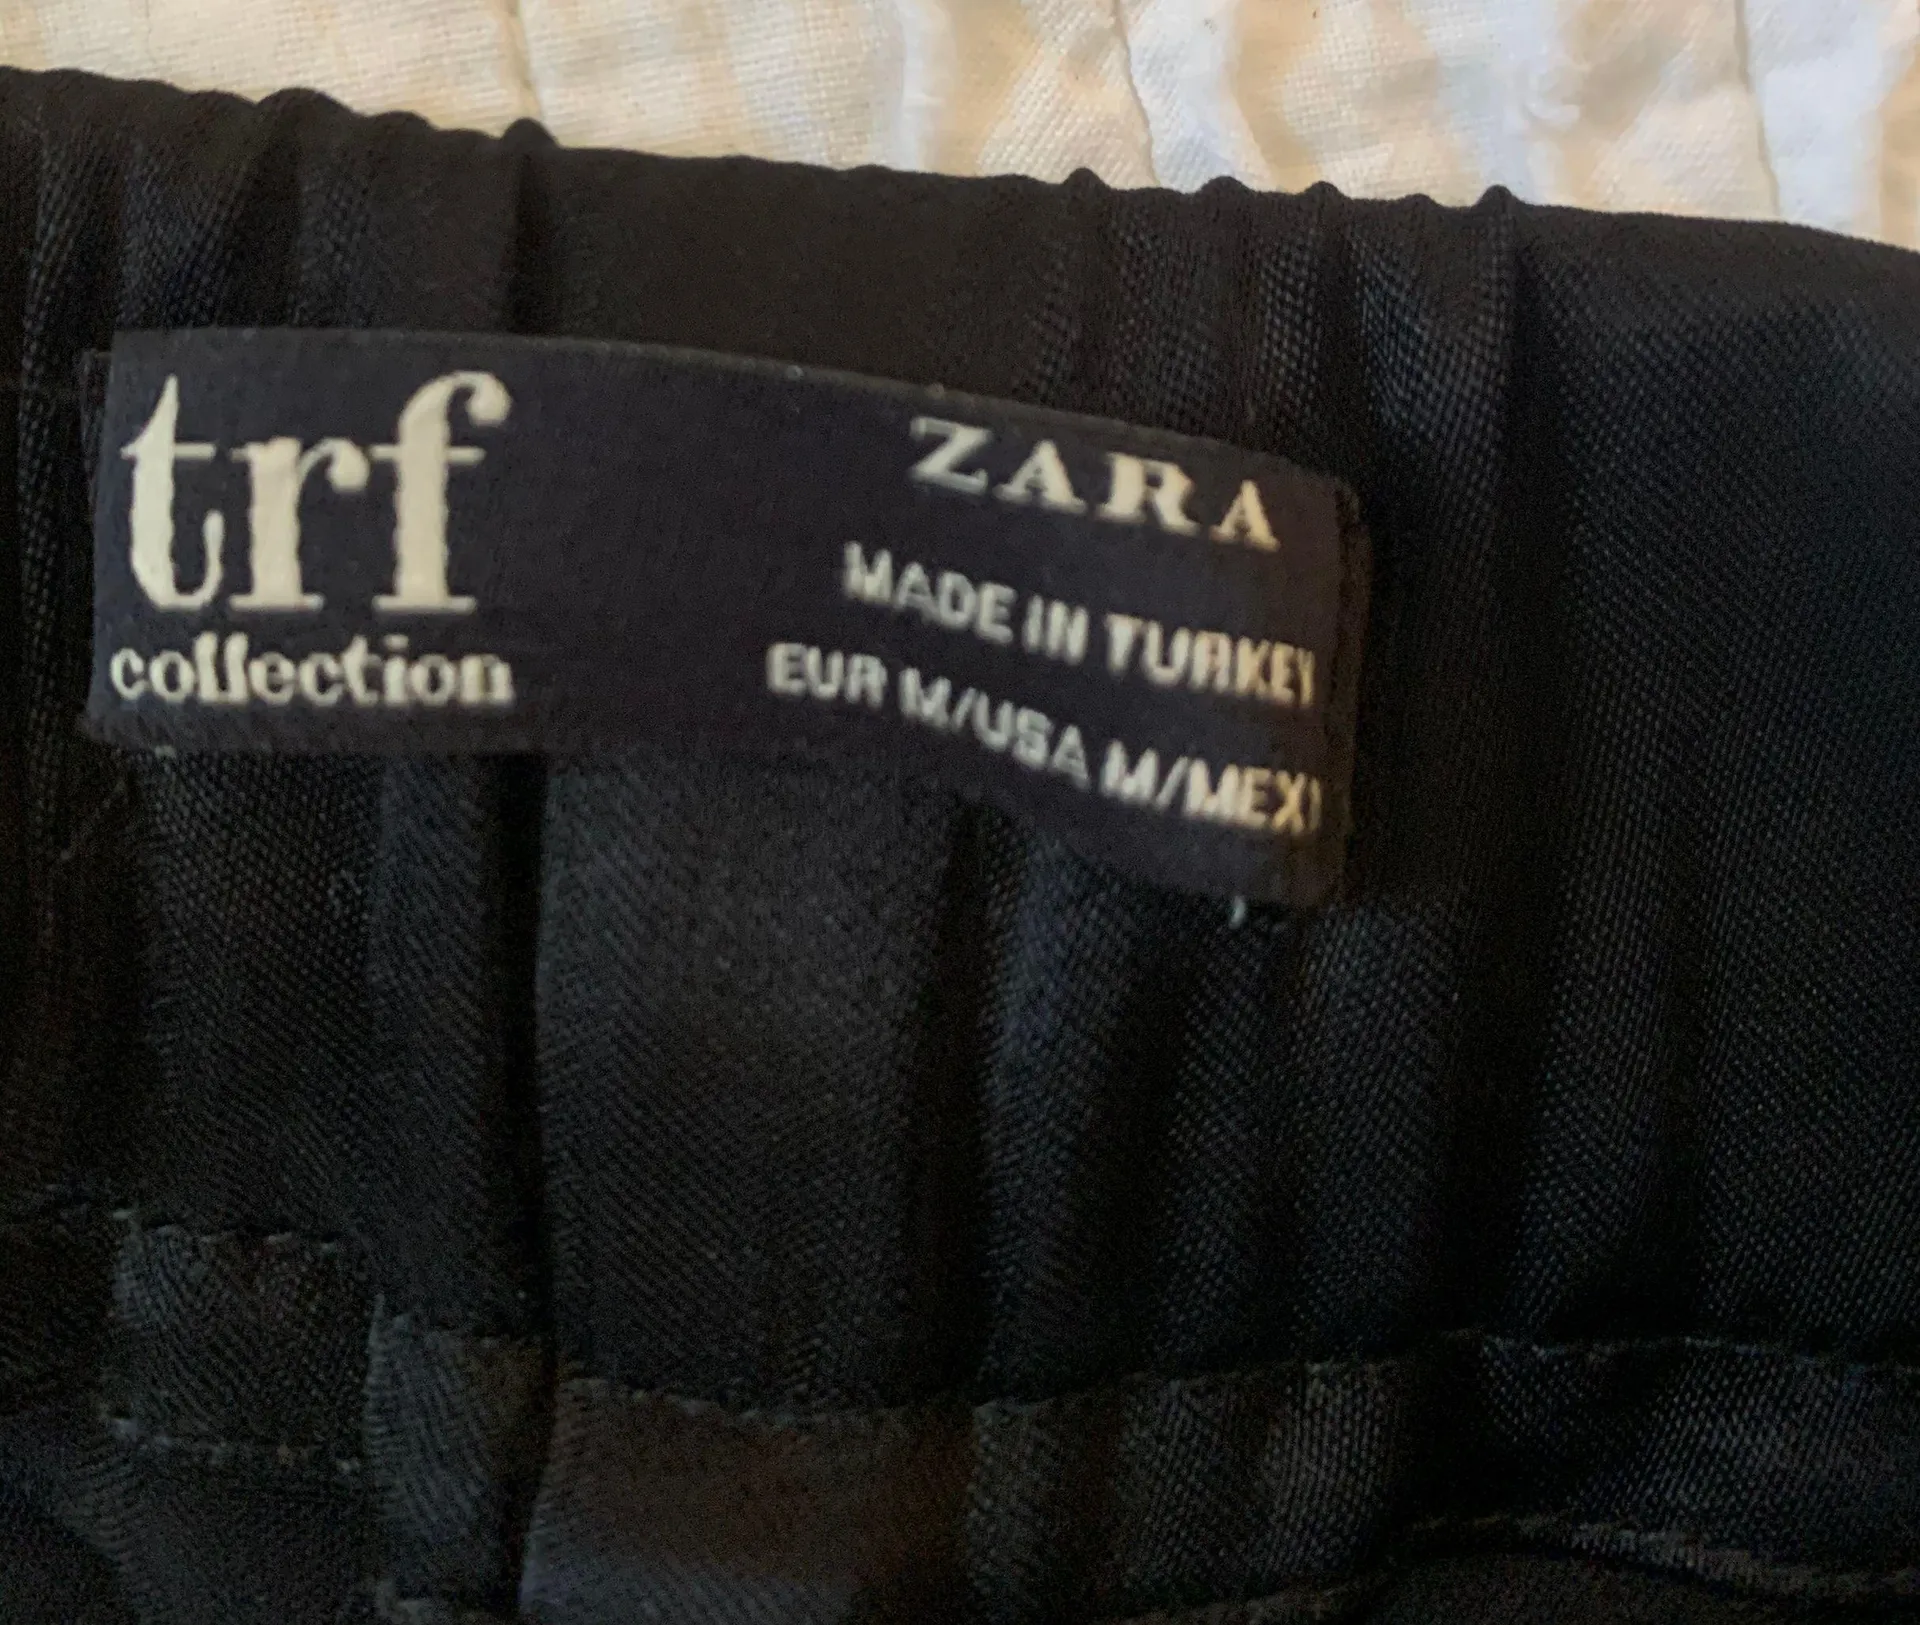 trf
collection
ZARA
MADE IN TURKEY
EUR M/USA M/MEX